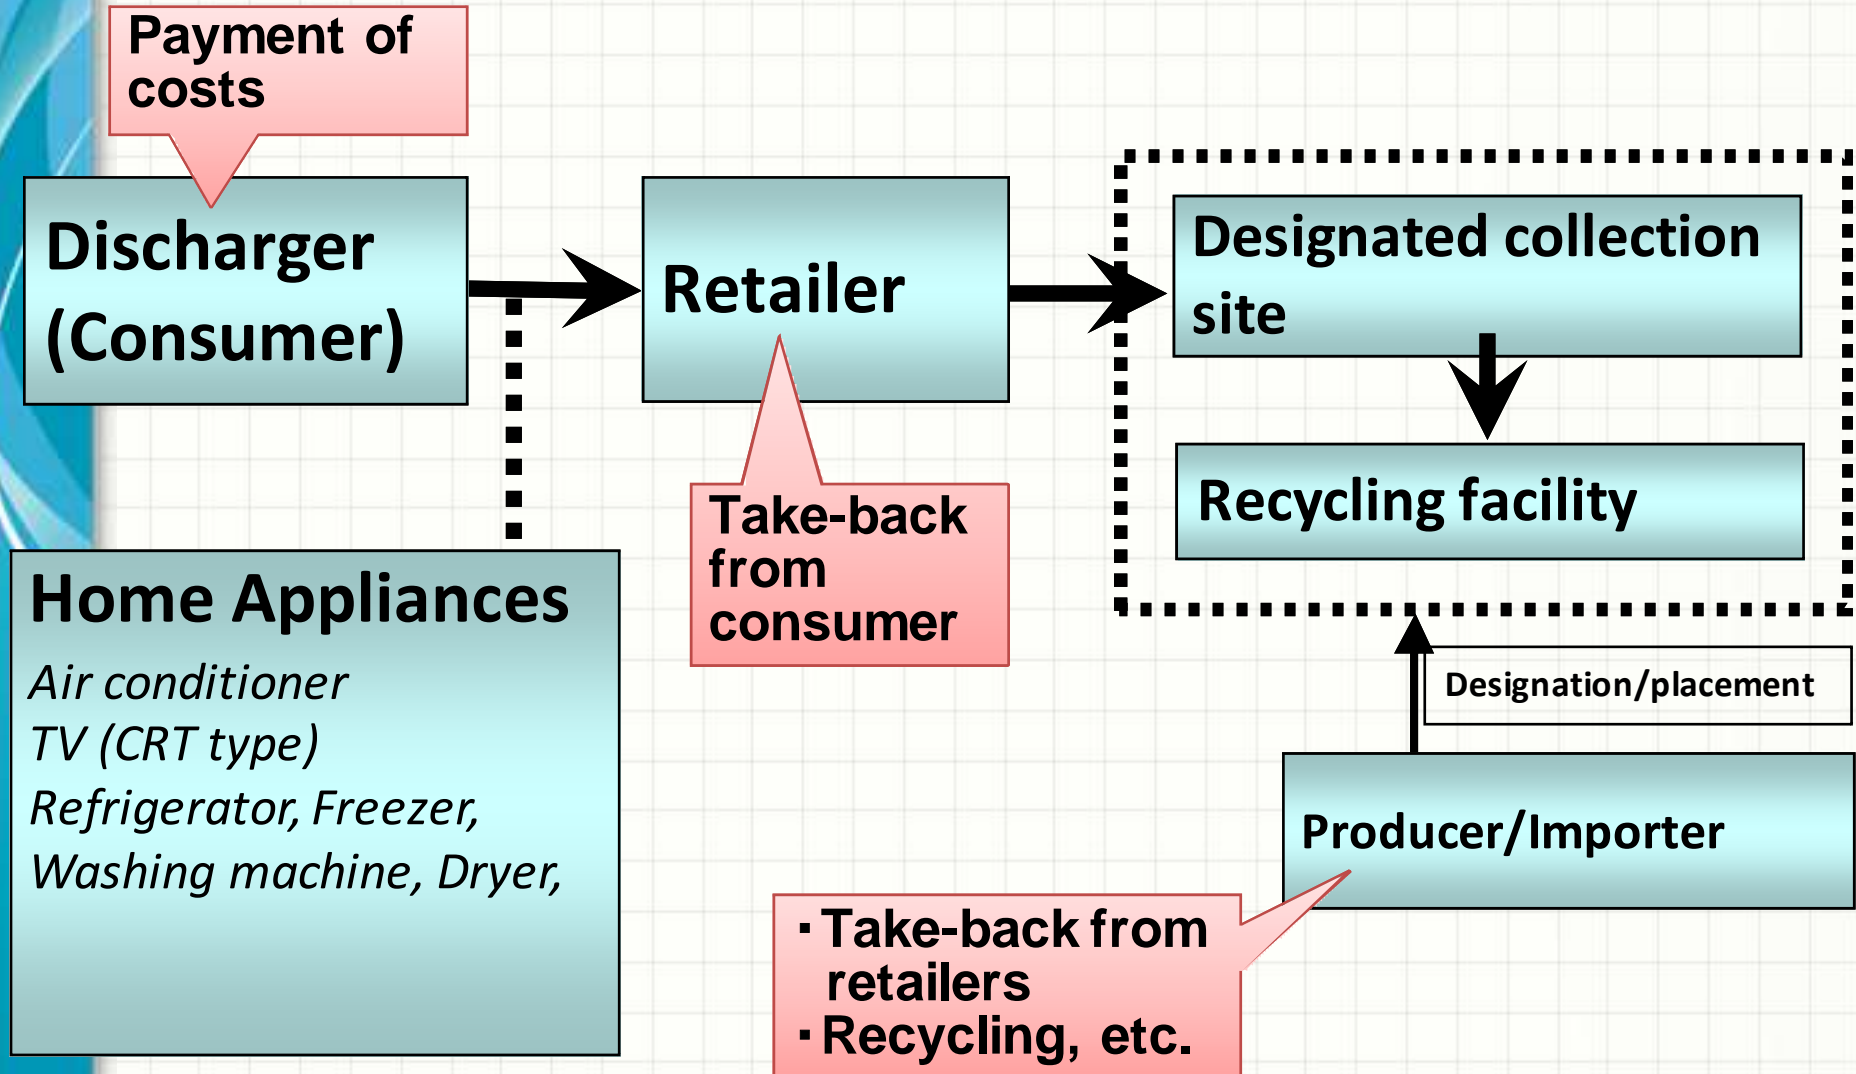 Payment of
costs
Discharger
(Consumer)
Retailer
Designated collection
site
Recycling facility
Take-back
from
consumer
Home Appliances
Air conditioner
TV (CRT type)
Refrigerator, Freezer,
Washing machine, Dryer,
Designation/placement
Producer/Importer
･Take-back from
retailers
･Recycling, etc.